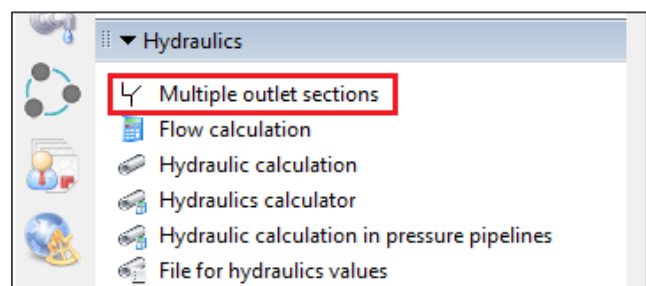 Hydraulics
Multiple outlet sections
Flow calculation
Hydraulic calculation
Hydraulics calculator
Hydraulic calculation in pressure pipelines
File for hydraulics values